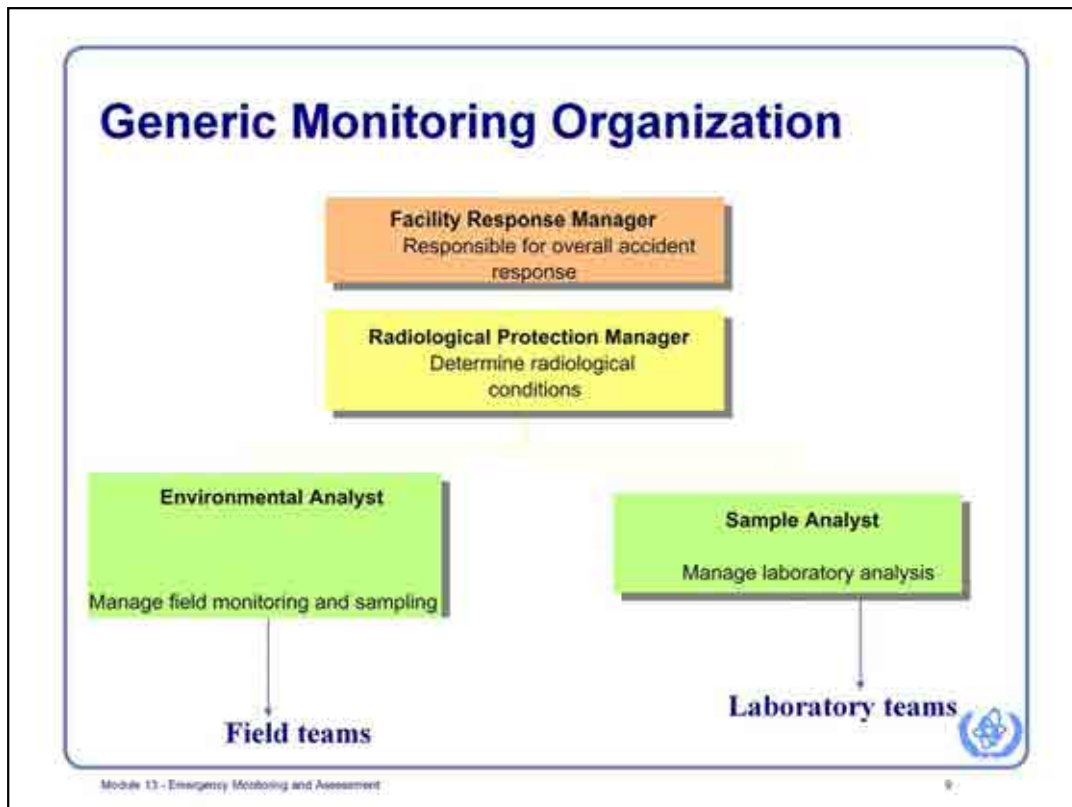 Generic Monitoring Organization
Facility Response Manager
Responsible for overall accident
response
Radiological Protection Manager
Determine radiological
conditions
Environmental Analyst
Manage field monitoring and sampling
Sample Analyst
Manage laboratory analysis
Field teams
Laboratory teams
Module 13 - Emergency Monitoring and Assessment
9